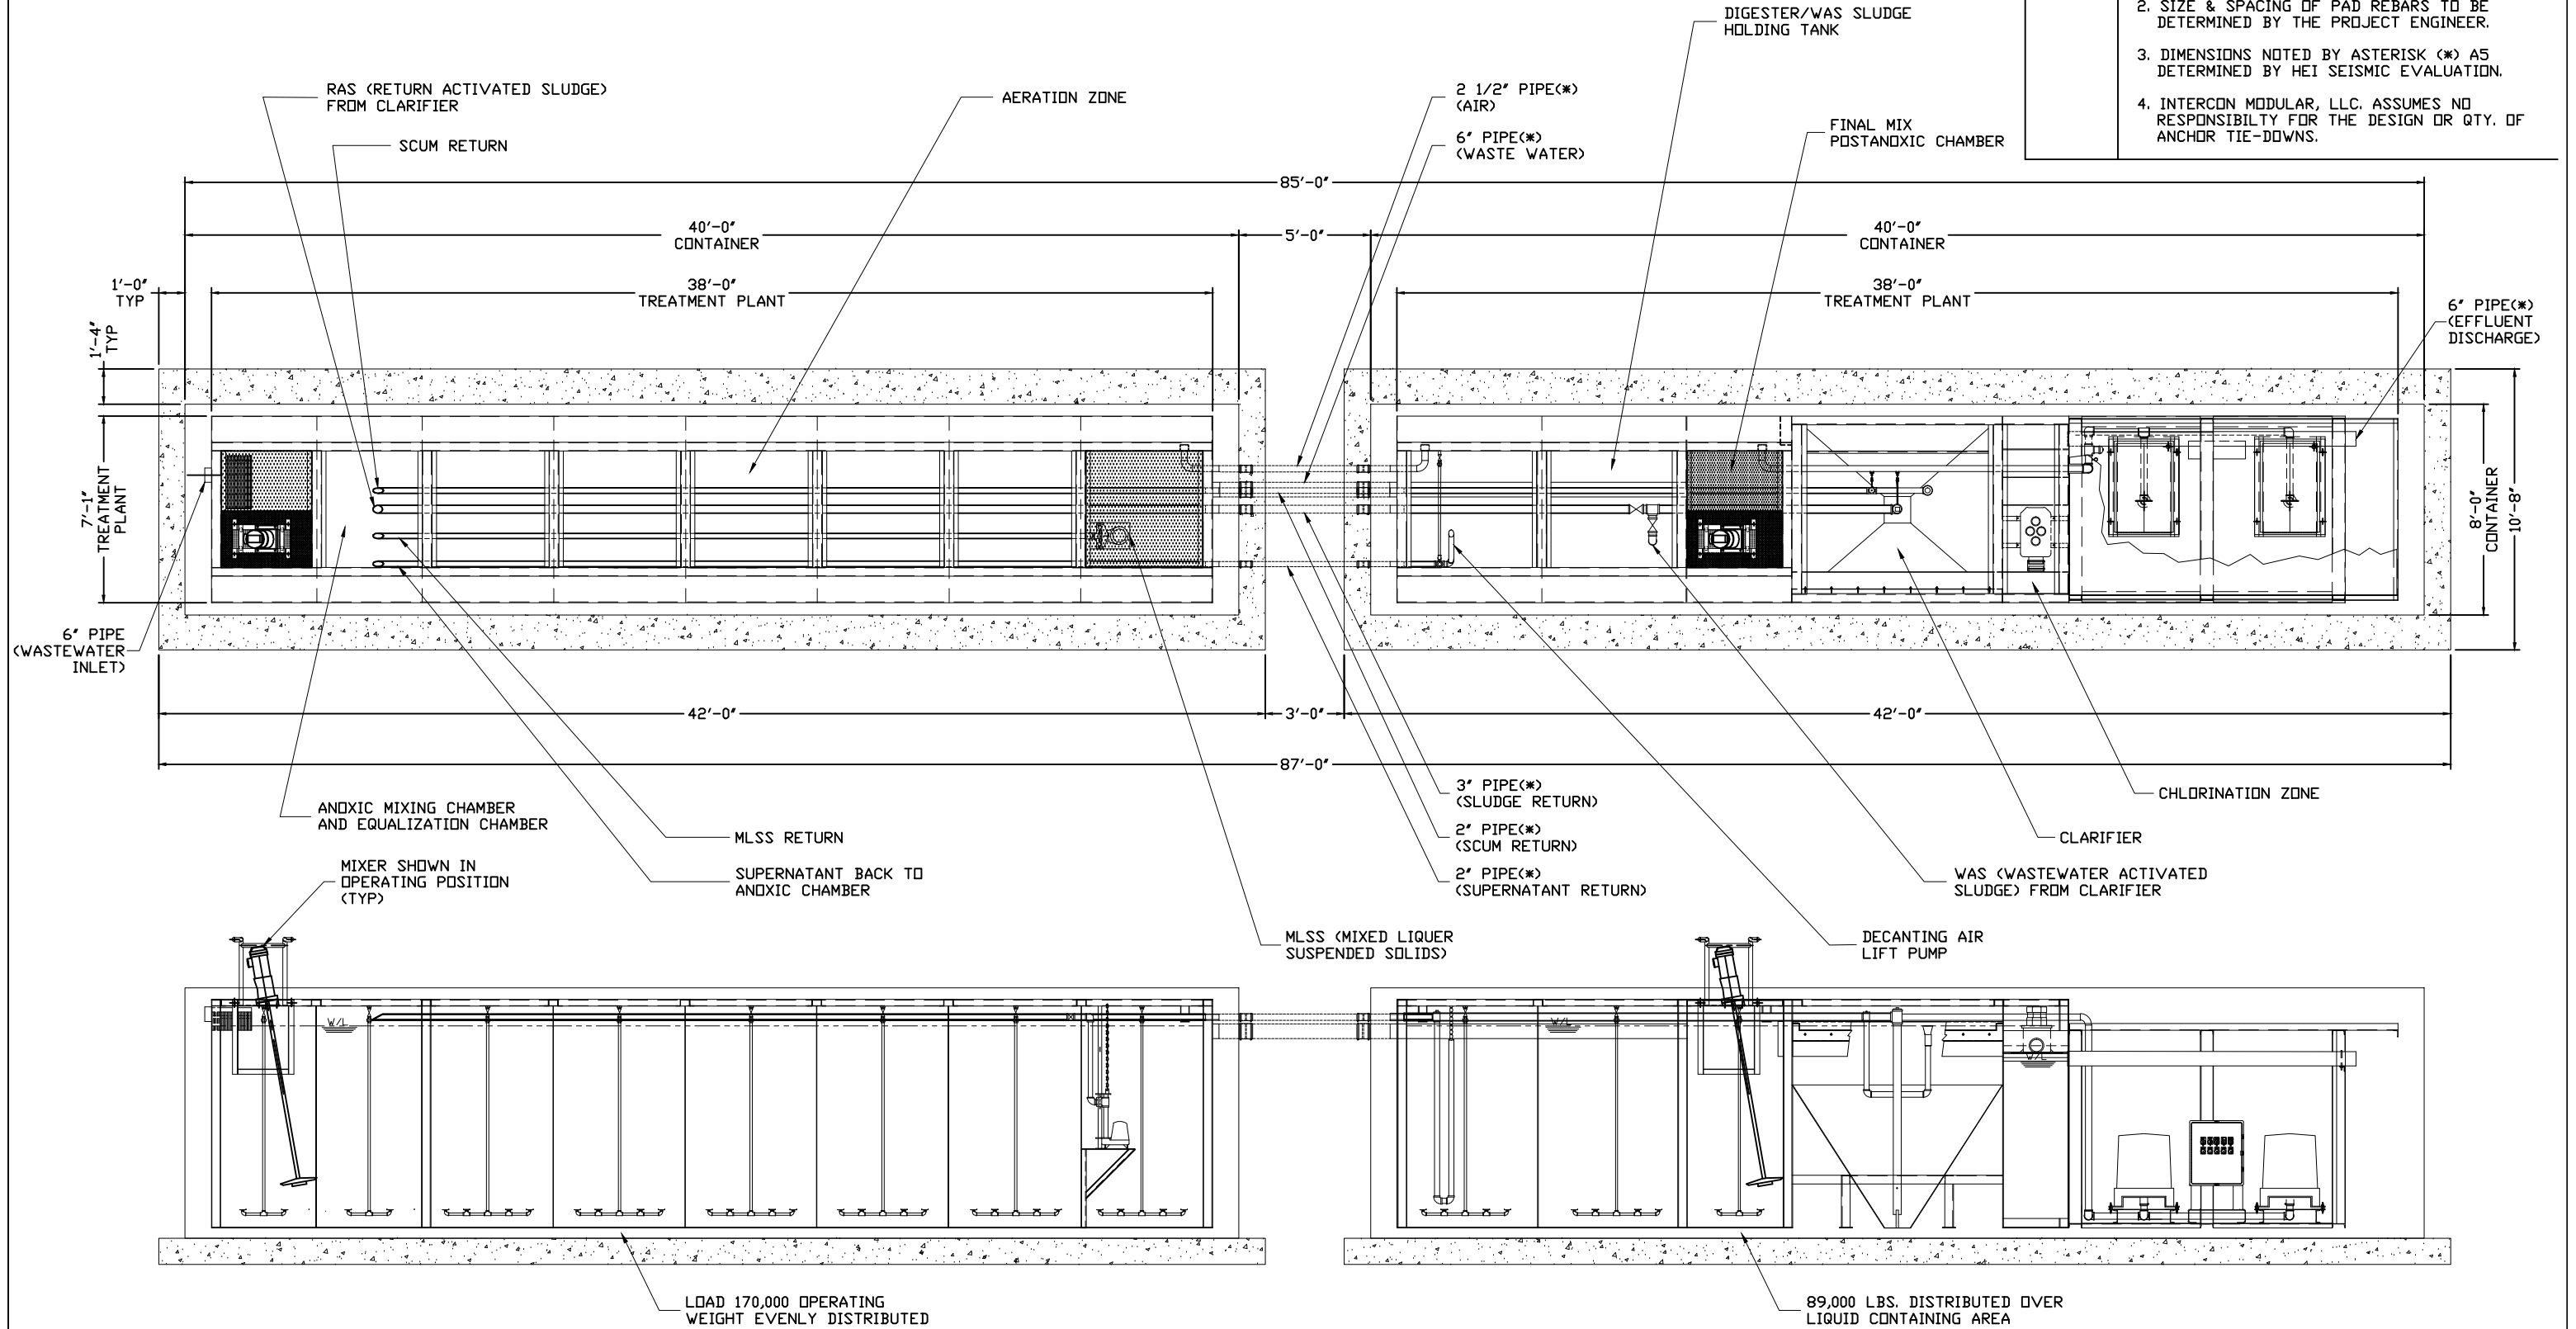 DIGESTER/WAS SLUDGE
HOLDING TANK
2. SIZE & SPACING OF PAD REBARS TO BE
DETERMINED BY THE PROJECT ENGINEER.
3. DIMENSIONS NOTED BY ASTERISK (*) A5
DETERMINED BY HEI SEISMIC EVALUATION.
4. INTERCON MODULAR, LLC. ASSUMES NO
RESPONSIBILTY FOR THE DESIGN OR QTY. OF
ANCHOR TIE-DOWNS.
RAS (RETURN ACTIVATED SLUDGE)
FROM CLARIFIER
SCUM RETURN
AERATION ZONE
2 1/2" PIPE(*)
(AIR)
6" PIPE(*)
(WASTE WATER)
FINAL MIX
POSTANOXIC CHAMBER
85'-0"
40'-0"
CONTAINER
5'-0"
40'-0"
CONTAINER
1'-0"
TYP
38'-0"
TREATMENT PLANT
38'-0"
TREATMENT PLANT
6" PIPE(*)
(EFFLUENT
DISCHARGE)
1'-4"
TYP
7'-1"
TREATMENT
PLANT
8'-0"
CONTAINER
10'-8"
6" PIPE
(WASTEWATER
INLET)
42'-0"
3'-0"
42'-0"
87'-0"
ANOXIC MIXING CHAMBER
AND EQUALIZATION CHAMBER
MLSS RETURN
SUPERNATANT BACK TO
ANOXIC CHAMBER
3" PIPE(*)
(SLUDGE RETURN)
2" PIPE(*)
(SCUM RETURN)
2" PIPE(*)
(SUPERNATANT RETURN)
CHLORINATION ZONE
CLARIFIER
WAS (WASTEWATER ACTIVATED
SLUDGE) FROM CLARIFIER
MIXER SHOWN IN
OPERATING POSITION
(TYP)
MLSS (MIXED LIQUER
SUSPENDED SOLIDS)
DECANTING AIR
LIFT PUMP
W/L
W/L
W/L
LOAD 170,000 OPERATING
WEIGHT EVENLY DISTRIBUTED
89,000 LBS. DISTRIBUTED OVER
LIQUID CONTAINING AREA